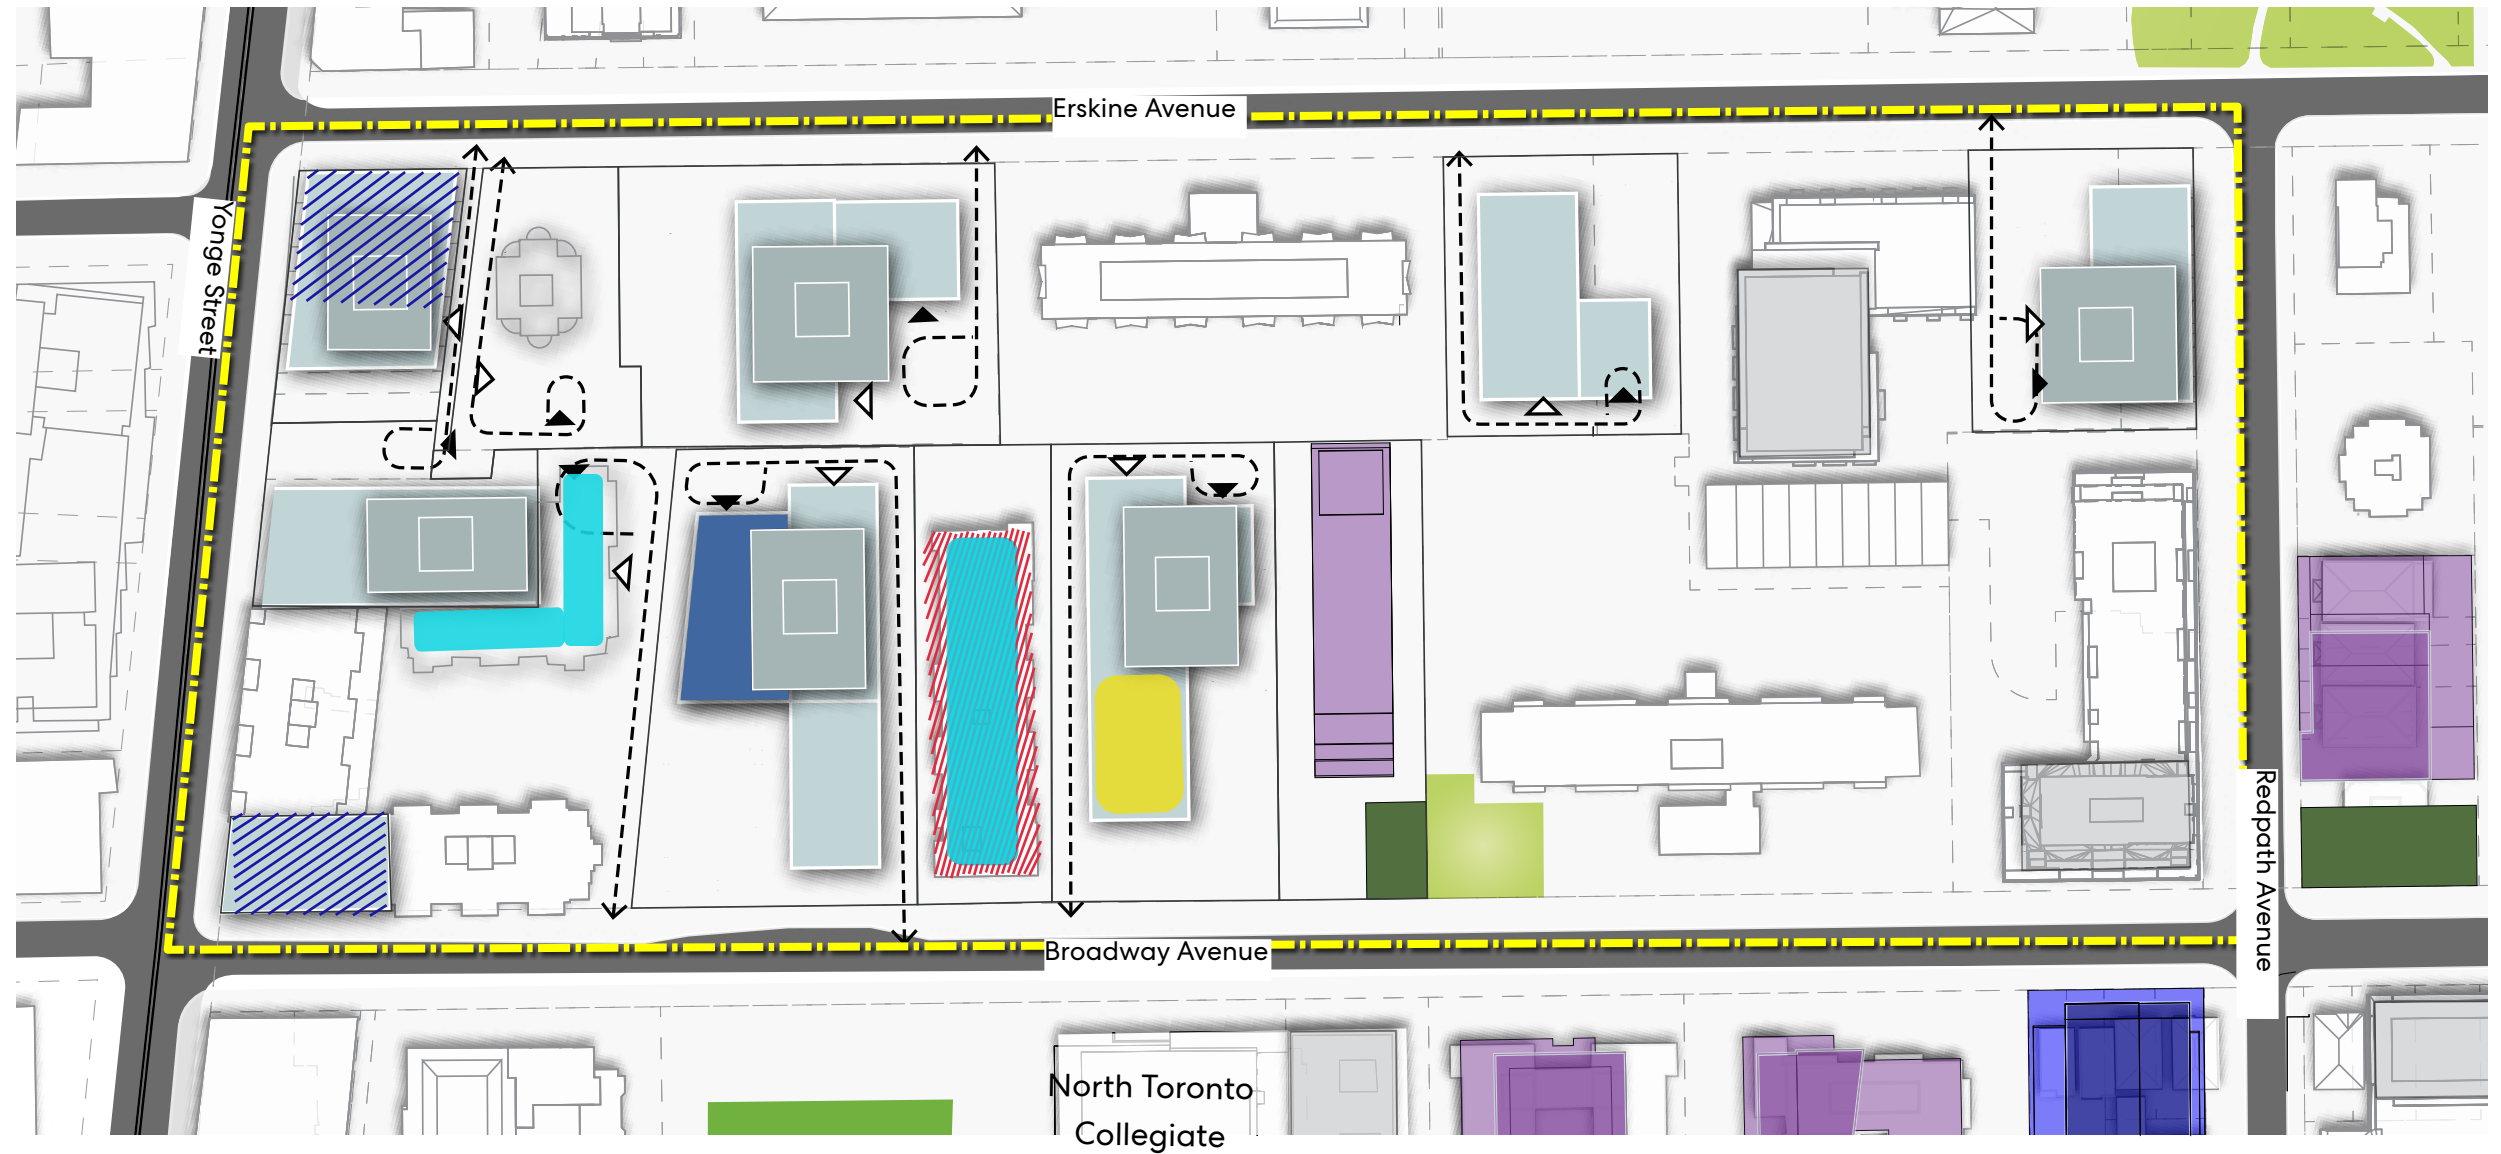 Erskine Avenue
Yonge Street
Redpath Avenue
Broadway Avenue
North Toronto
Collegiate